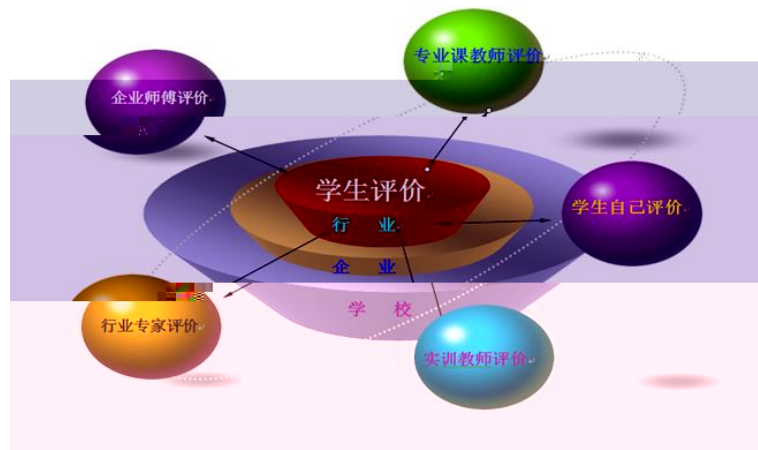 专业课教师评价
企业师傅评价
学生评价
学生自己评价
行 业
企 业
学 校
行业专家评价
实训教师评价